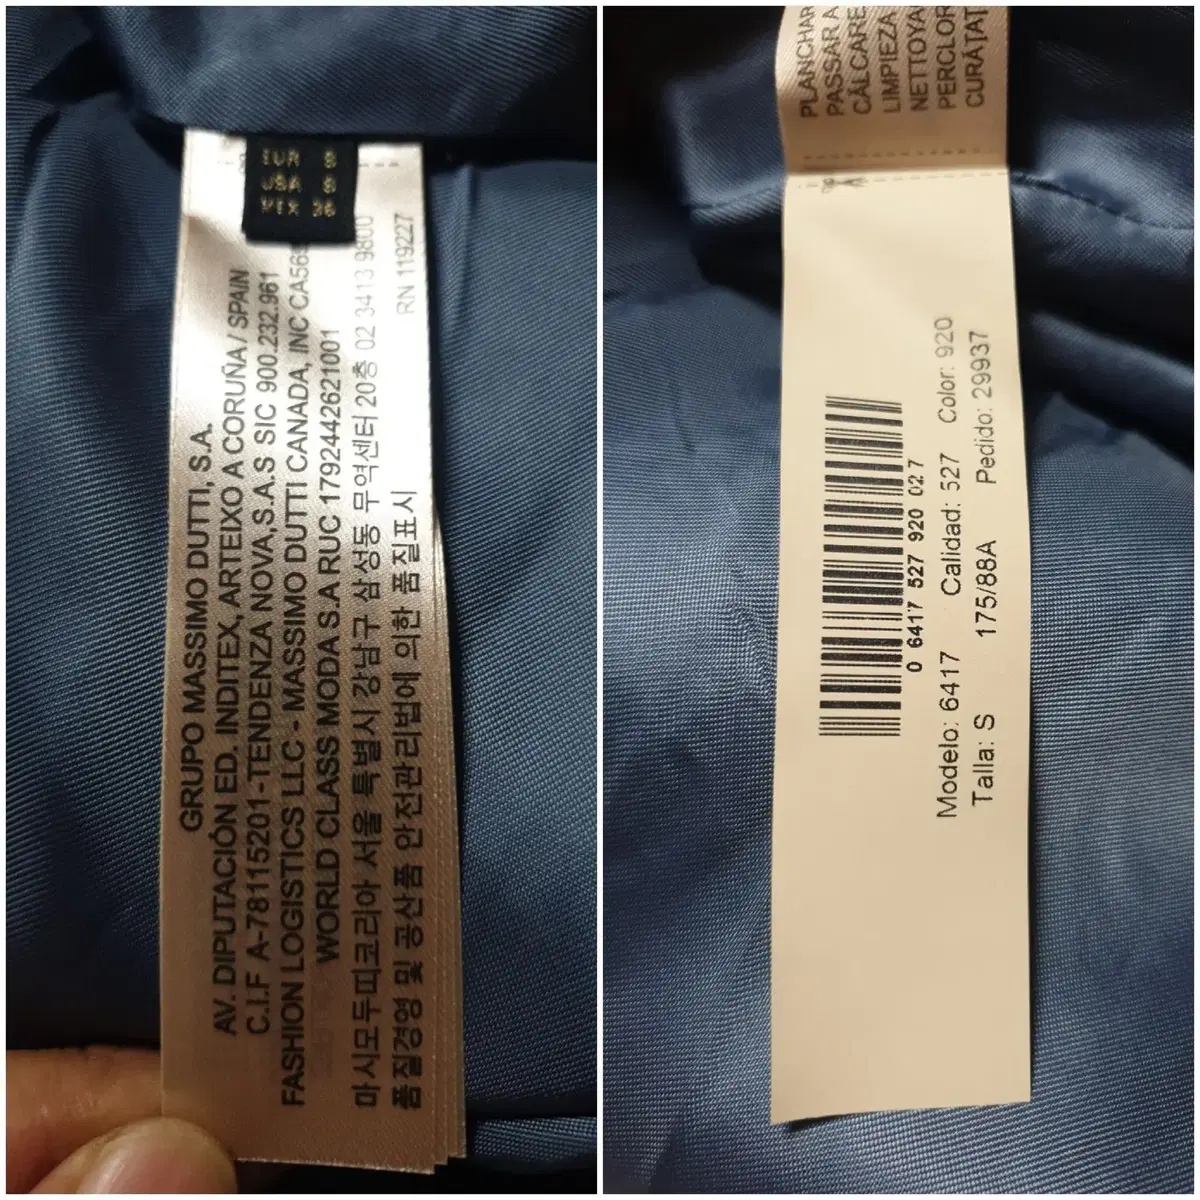 EUR S
USA S
MEX 36
GRUPO MASSIMO DUTTI, S.A.
AV. DIPUTACIÓN ED. INDITEX, ARTEIXO A CORUÑA / SPAIN
C.I.F A-78115201-TENDENZA NOVA,S.A.S SIC 900.232.961
FASHION LOGISTICS LLC - MASSIMO DUTTI CANADA, INC CA56
WORLD CLASS MODA S.A RUC 1792442621001
마시모두띠코리아 서울 특별시 강남구 삼성동 무역센터 20층 02 3413 9800
품질경영 및 공산품 안전관리법에 의한 품질표시
RN 119227
PLANCHAR
PASSAR A
CĂLCARE
LIMPIEZA
NETTOYA
PERCLOR
CURĂȚAT
0 6417 527 920 02 7
Modelo: 6417 Calidad: 527 Color: 920
Talla: S 175/88A Pedido: 29937